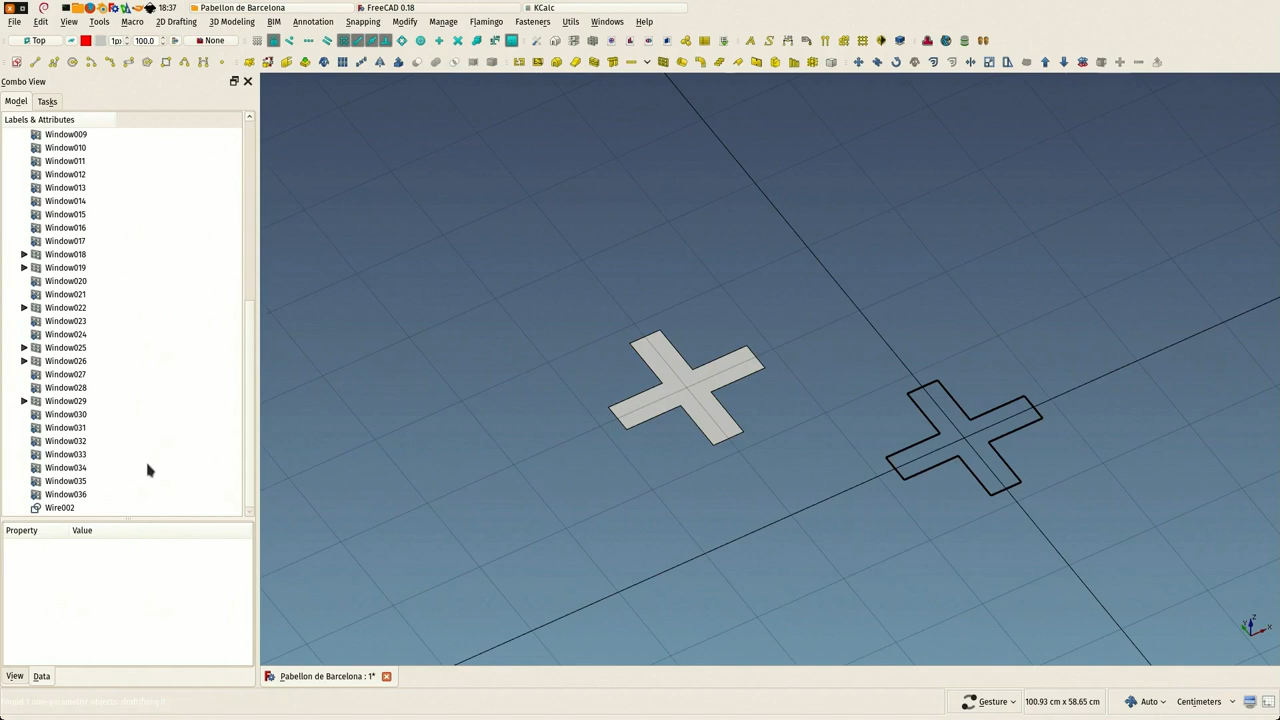 18:37
Pabellon de Barcelona
FreeCAD 0.18
KCalc
File Edit View Tools Macro 2D Drafting 3D Modeling BIM Annotation Snapping Modify Manage Flamingo Fasteners Utils Windows Help
Top
1px
100.0
None
Combo View
Model Tasks
Labels & Attributes
Window009
Window010
Window011
Window012
Window013
Window014
Window015
Window016
Window017
Window018
Window019
Window020
Window021
Window022
Window023
Window024
Window025
Window026
Window027
Window028
Window029
Window030
Window031
Window032
Window033
Window034
Window035
Window036
Wire002
Property Value
View Data
Pabellon de Barcelona : 1*
Gesture
100.93 cm x 58.65 cm
Auto
Centimeters